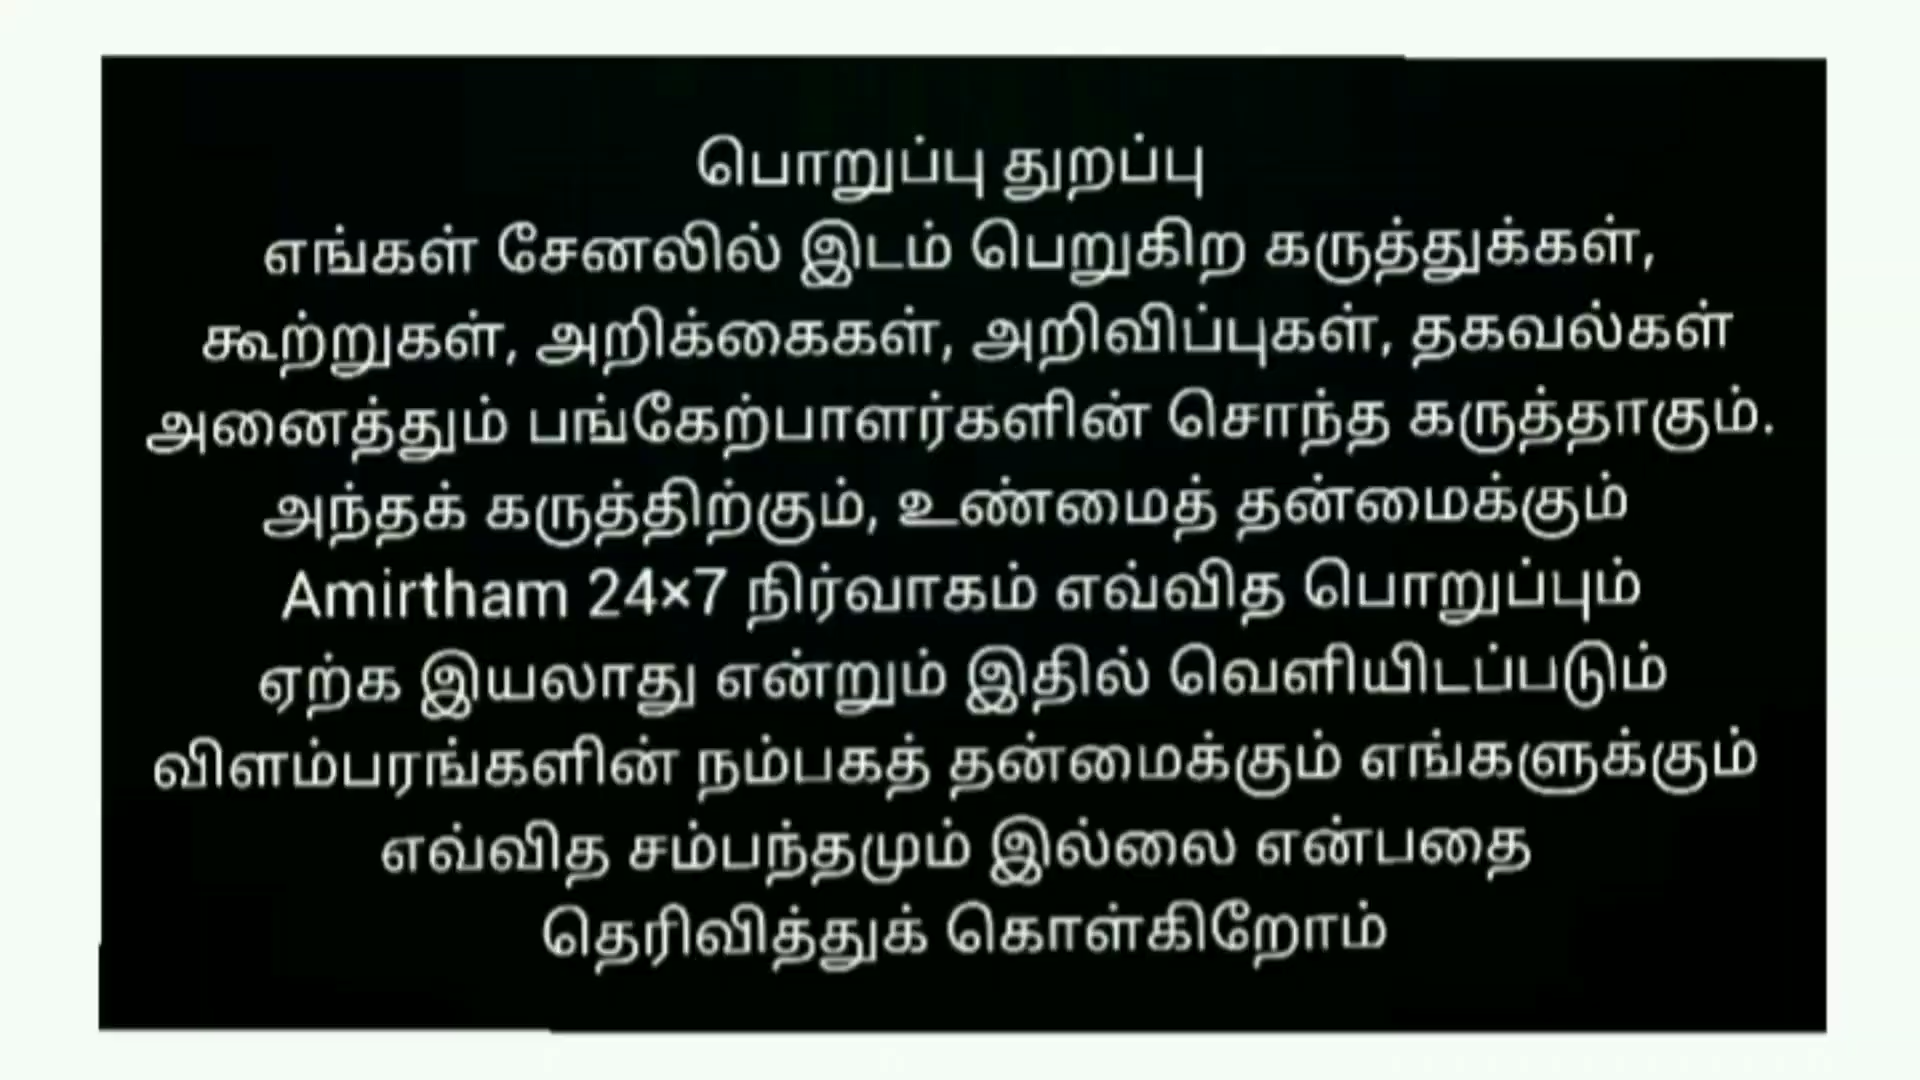 பொறுப்பு துறப்பு
எங்கள் சேனலில் இடம் பெறுகிற கருத்துக்கள்,
கூற்றுகள், அறிக்கைகள், அறிவிப்புகள், தகவல்கள்
அனைத்தும் பங்கேற்பாளர்களின் சொந்த கருத்தாகும்.
அந்தக் கருத்திற்கும், உண்மைத் தன்மைக்கும்
Amirtham 24×7 நிர்வாகம் எவ்வித பொறுப்பும்
ஏற்க இயலாது என்றும் இதில் வெளியிடப்படும்
விளம்பரங்களின் நம்பகத் தன்மைக்கும் எங்களுக்கும்
எவ்வித சம்பந்தமும் இல்லை என்பதை
தெரிவித்துக் கொள்கிறோம்